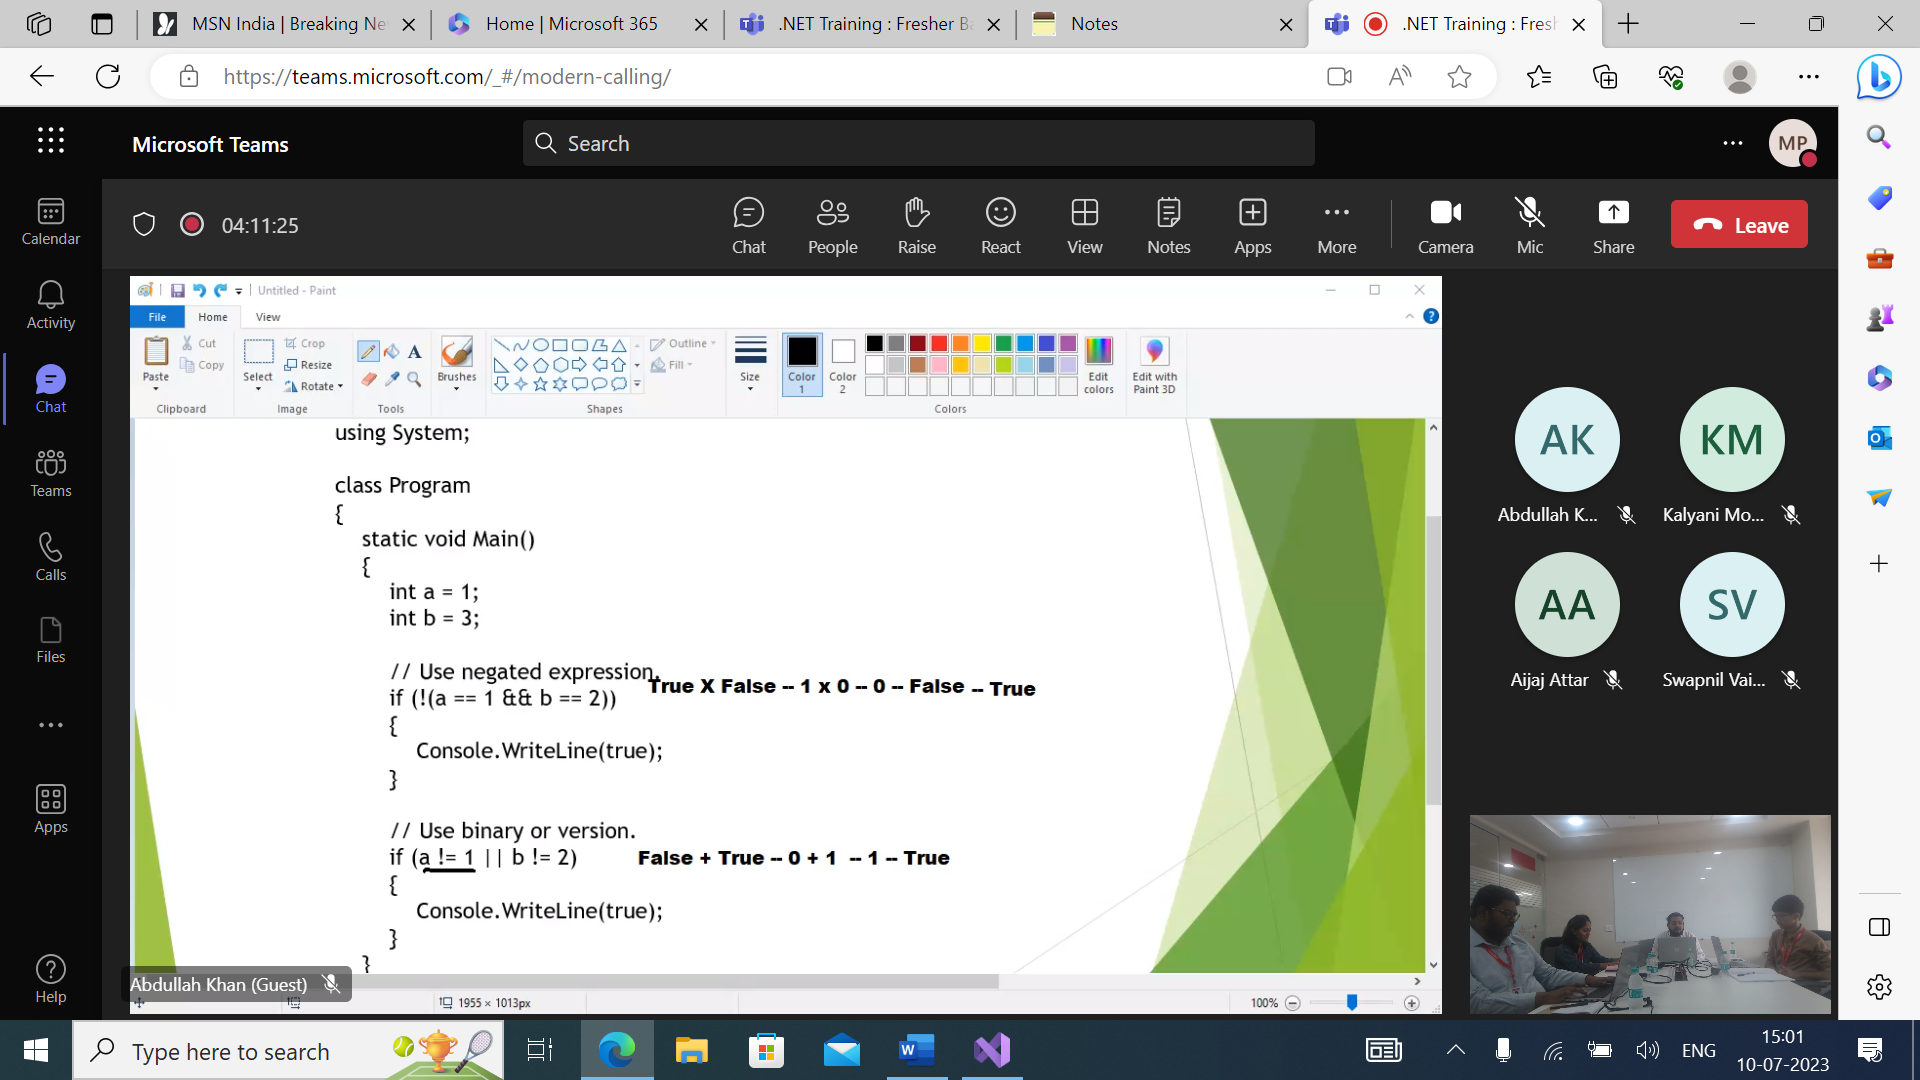 MSN India | Breaking Ne
Home | Microsoft 365
.NET Training : Fresher Ba
Notes
.NET Training : Fresh
https://teams.microsoft.com/_#/modern-calling/
Microsoft Teams
Search
MP
04:11:25
Chat
People
Raise
React
View
Notes
Apps
More
Camera
Mic
Share
Leave
Calendar
Activity
Chat
Teams
Calls
Files
Apps
Help
Untitled - Paint
File
Home
View
Paste
Cut
Copy
Clipboard
Select
Crop
Resize
Rotate
Image
A
Tools
Brushes
Outline
Fill
Shapes
Size
Color
1
Color
2
Edit
colors
Colors
Edit with
Paint 3D
using System;
class Program
{
static void Main()
{
int a = 1;
int b = 3;
// Use negated expression.
if (!(a == 1 && b == 2))
True X False -- 1 x 0 -- 0 -- False -- True
{
Console.WriteLine(true);
}
// Use binary or version.
if (a != 1 || b != 2)
False + True -- 0 + 1 -- 1 -- True
{
Console.WriteLine(true);
}
}
Abdullah Khan (Guest)
1955 × 1013px
100%
AK
Abdullah K...
KM
Kalyani Mo...
AA
Aijaj Attar
SV
Swapnil Vai...
Type here to search
ENG
15:01
10-07-2023